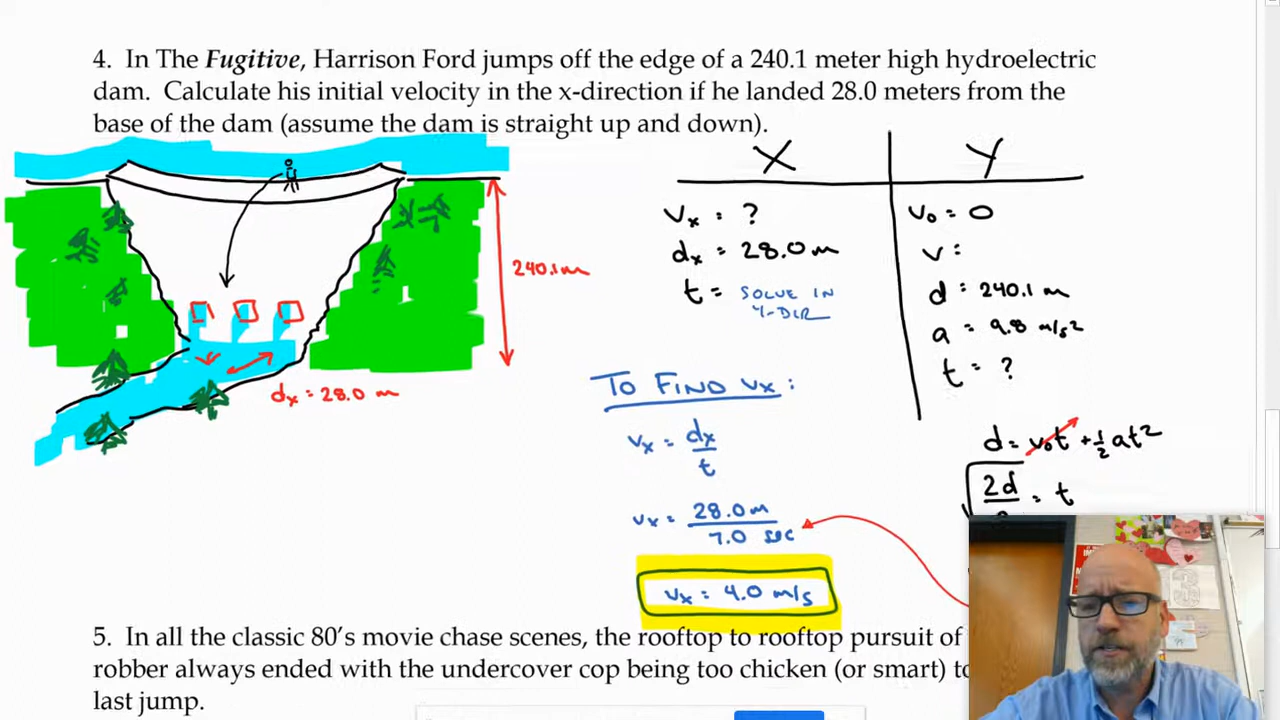 4. In The Fugitive, Harrison Ford jumps off the edge of a 240.1 meter high hydroelectric
dam. Calculate his initial velocity in the x-direction if he landed 28.0 meters from the
base of the dam (assume the dam is straight up and down).
X
Y
vx = ?
dx = 28.0 m
t = SOLVE IN
Y-DIR
v₀ = 0
v =
d = 240.1 m
a = 9.8 m/s²
t = ?
240.1m
dx = 28.0 m
TO FIND vx :
vx = dx
t
vx = 28.0 m
7.0 sec
vx = 4.0 m/s
d = v₀t + ½at²
2d = t
5. In all the classic 80's movie chase scenes, the rooftop to rooftop pursuit of
robber always ended with the undercover cop being too chicken (or smart) to
last jump.